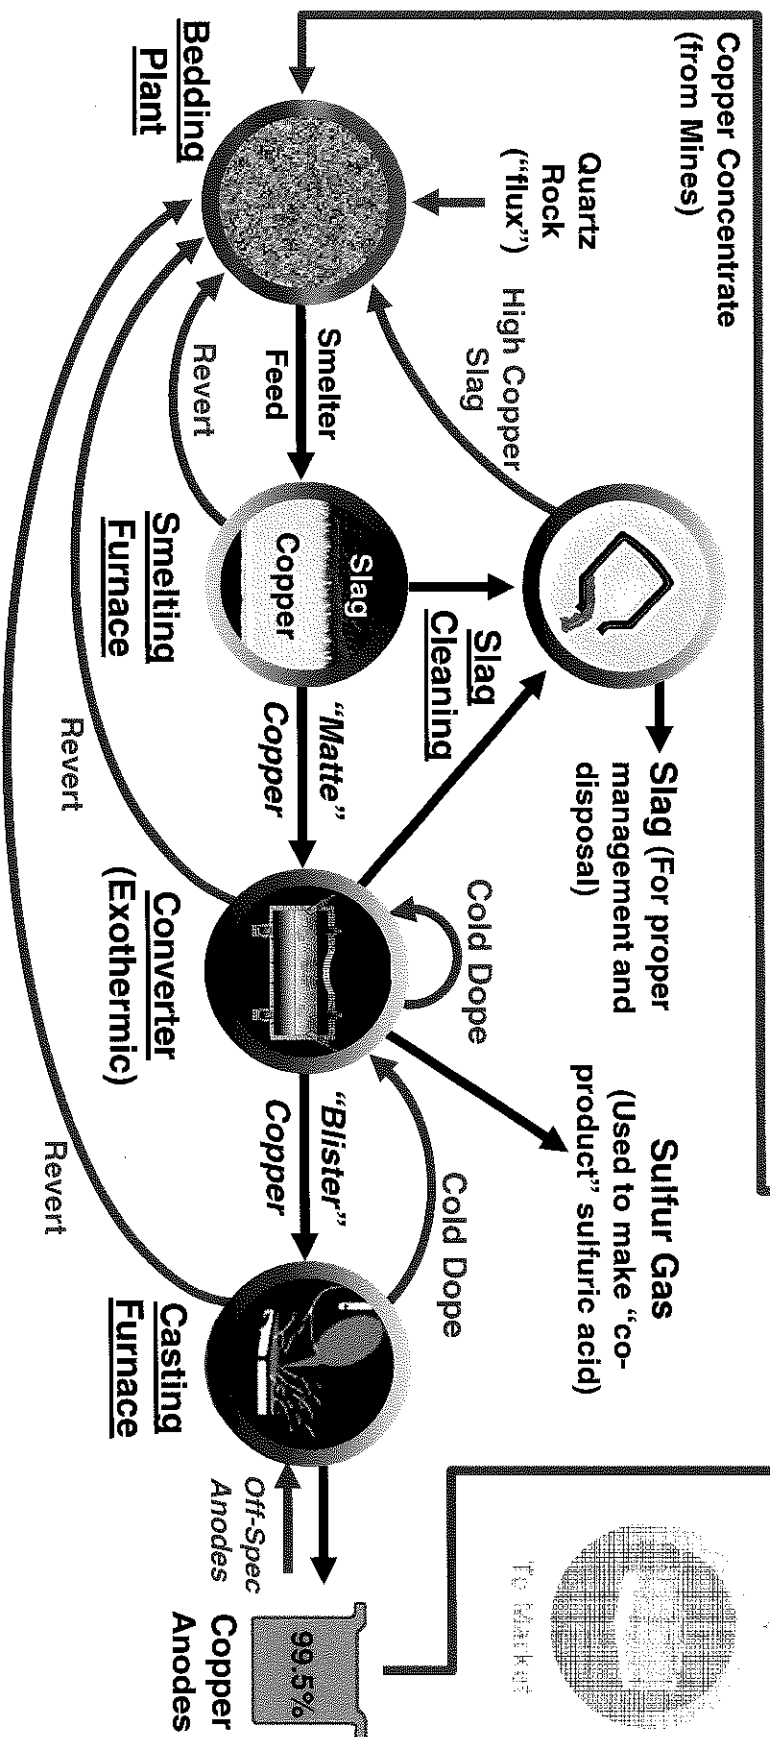 Copper Concentrate
(from Mines)
Quartz
Rock
(“flux”)
High Copper
Slag
Bedding
Plant
Smelter
Feed
Revert
Slag
Copper
Smelting
Furnace
Slag
Cleaning
Slag (For proper
management and
disposal)
“Matte”
Copper
Revert
Cold Dope
Converter
(Exothermic)
Sulfur Gas
(Used to make “co-
product” sulfuric acid)
“Blister”
Copper
Cold Dope
Revert
Casting
Furnace
Off-Spec
Anodes
99.5%
Copper
Anodes
To Market